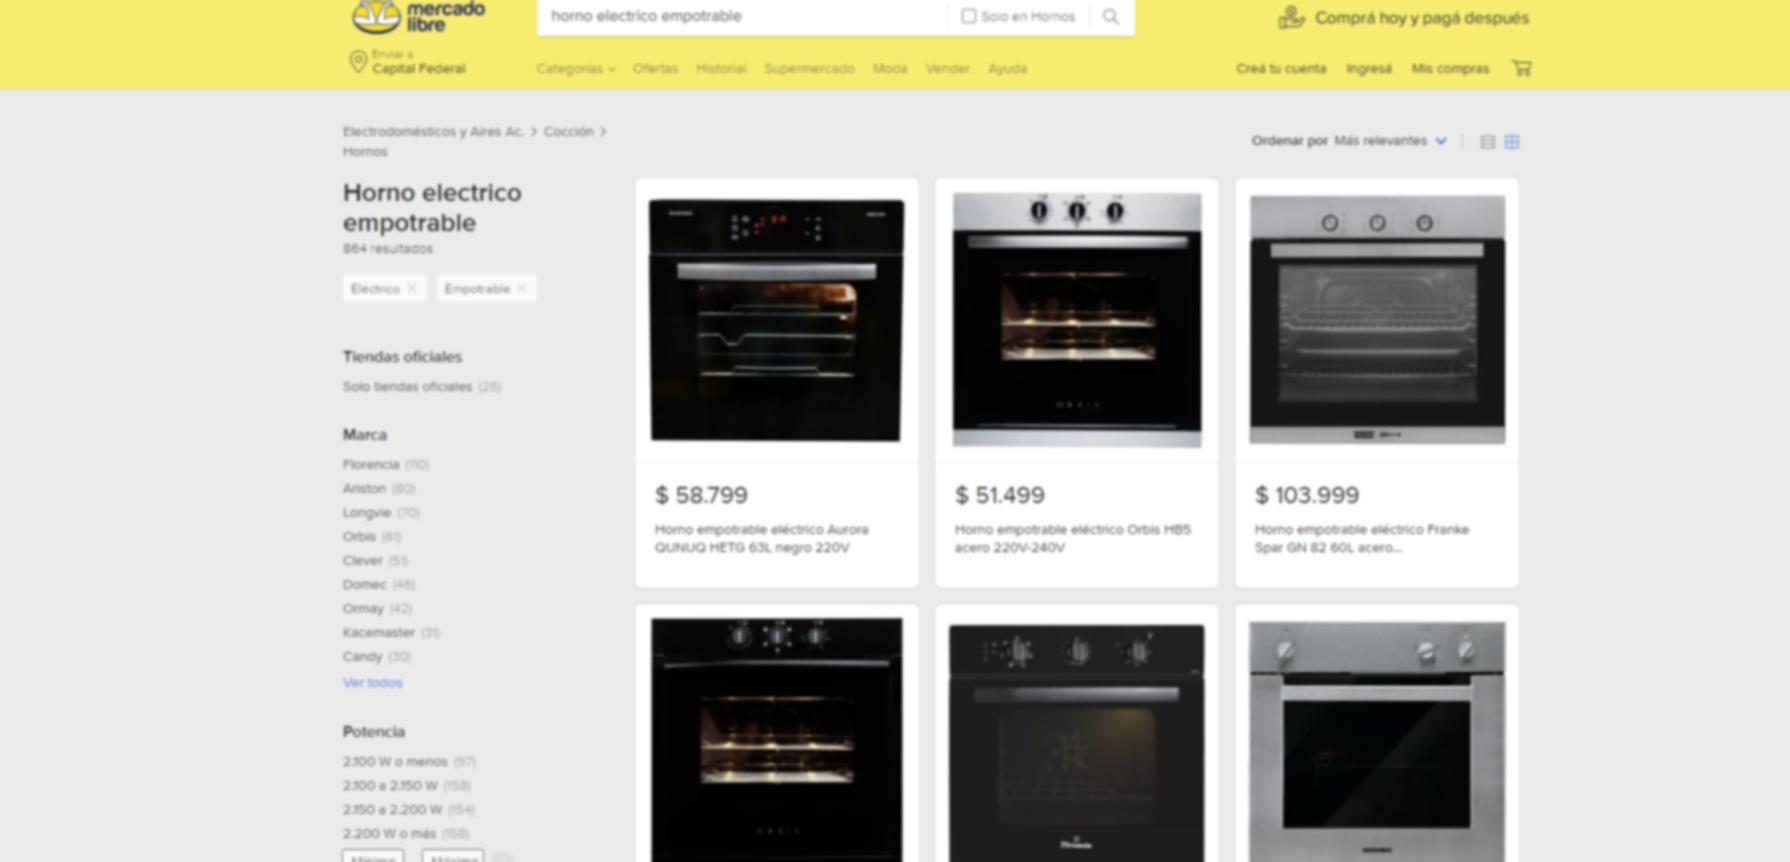 mercado
libre
horno electrico empotrable
Solo en Hornos
Comprá hoy y pagá después
Enviar a
Capital Federal
Categorías
Ofertas
Historial
Supermercado
Moda
Vender
Ayuda
Creá tu cuenta
Ingresá
Mis compras
Electrodomésticos y Aires Ac. > Cocción >
Hornos
Ordenar por Más relevantes
Horno electrico
empotrable
864 resultados
Eléctrico
Empotrable
Tiendas oficiales
Solo tiendas oficiales (26)
Marca
Florencia (110)
Ariston (80)
Longvie (70)
Orbis (61)
Clever (51)
Domec (46)
Ormay (42)
Kacemaster (31)
Candy (30)
Ver todos
Potencia
2.100 W o menos (97)
2.100 a 2.150 W (158)
2.150 a 2.200 W (154)
2.200 W o más (158)
Mínimo
Máximo
$ 58.799
Horno empotrable eléctrico Aurora
QUNUQ HETG 63L negro 220V
$ 51.499
Horno empotrable eléctrico Orbis HB5
acero 220V-240V
$ 103.999
Horno empotrable eléctrico Franke
Spar GN 82 60L acero...